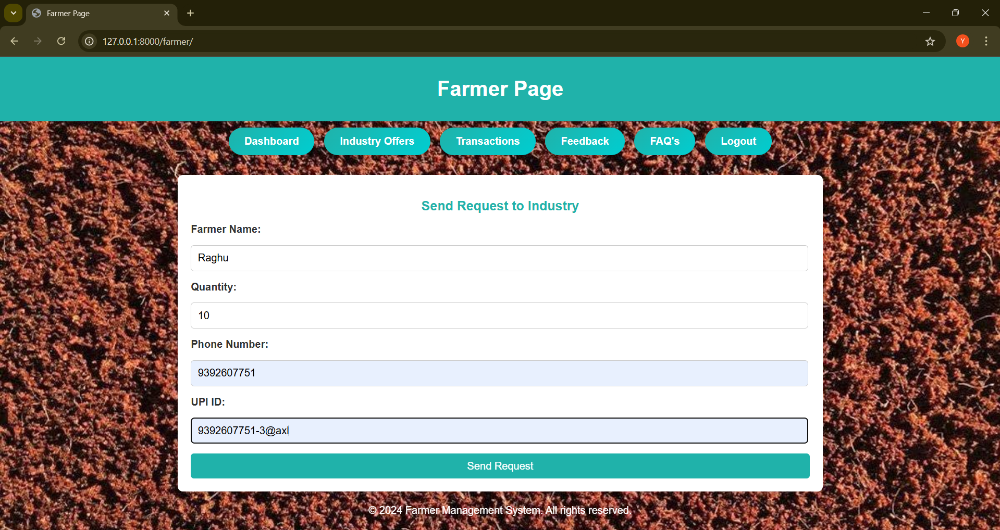 Farmer Page
127.0.0.1:8000/farmer/
Y
Farmer Page
Dashboard Industry Offers Transactions Feedback FAQ's Logout
Send Request to Industry
Farmer Name:
Raghu
Quantity:
10
Phone Number:
9392607751
UPI ID:
9392607751-3@axl
Send Request
© 2024 Farmer Management System. All rights reserved.